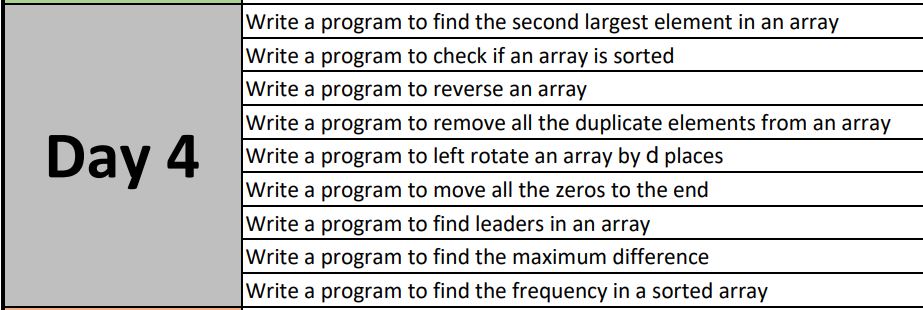 Day 4
Write a program to find the second largest element in an array
Write a program to check if an array is sorted
Write a program to reverse an array
Write a program to remove all the duplicate elements from an array
Write a program to left rotate an array by d places
Write a program to move all the zeros to the end
Write a program to find leaders in an array
Write a program to find the maximum difference
Write a program to find the frequency in a sorted array